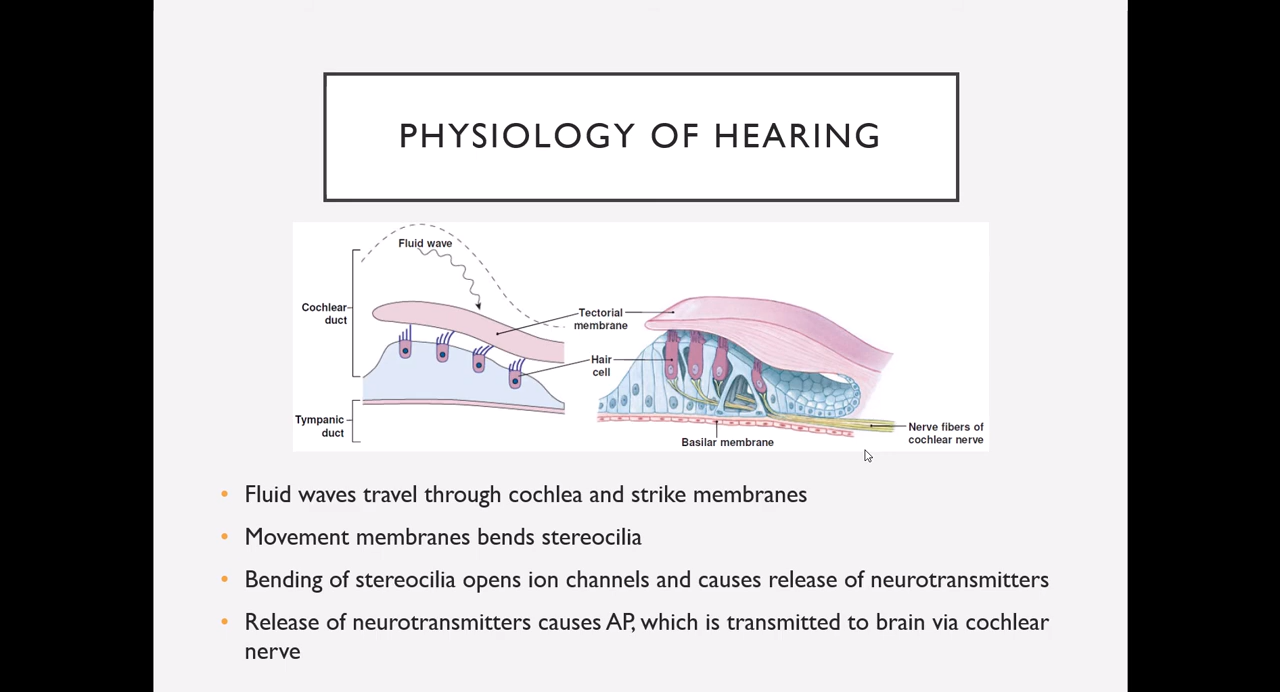 PHYSIOLOGY OF HEARING
Fluid wave
Cochlear
duct
Tectorial
membrane
Hair
cell
Tympanic
duct
Basilar membrane
Nerve fibers of
cochlear nerve
• Fluid waves travel through cochlea and strike membranes
• Movement membranes bends stereocilia
• Bending of stereocilia opens ion channels and causes release of neurotransmitters
• Release of neurotransmitters causes AP, which is transmitted to brain via cochlear
nerve